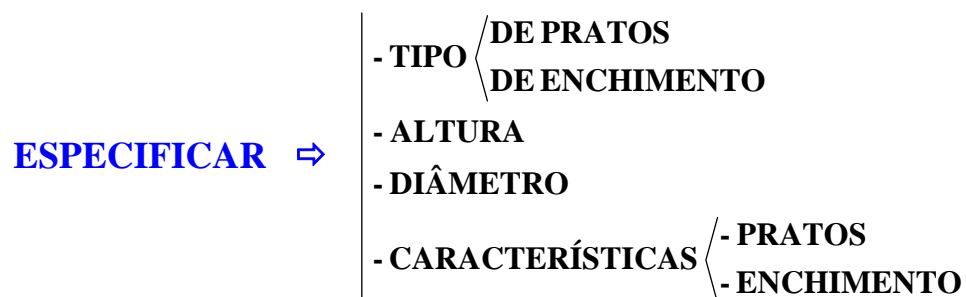 - TIPO
DE PRATOS
DE ENCHIMENTO
ESPECIFICAR ⇨
- ALTURA
- DIÂMETRO
- CARACTERÍSTICAS
- PRATOS
- ENCHIMENTO